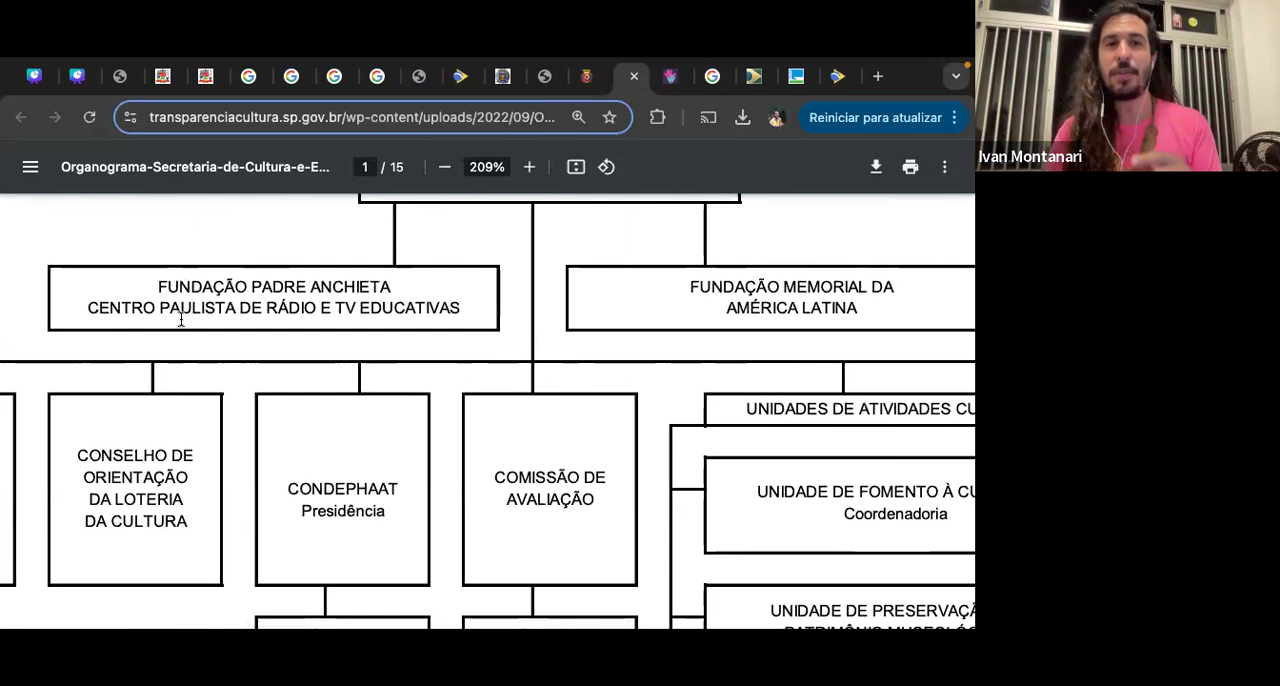 transparenciacultura.sp.gov.br/wp-content/uploads/2022/09/O...
Reiniciar para atualizar
Ivan Montanari
Organograma-Secretaria-de-Cultura-e-E...
1 / 15
209%
FUNDAÇÃO PADRE ANCHIETA
CENTRO PAULISTA DE RÁDIO E TV EDUCATIVAS
FUNDAÇÃO MEMORIAL DA
AMÉRICA LATINA
CONSELHO DE
ORIENTAÇÃO
DA LOTERIA
DA CULTURA
CONDEPHAAT
Presidência
COMISSÃO DE
AVALIAÇÃO
UNIDADES DE ATIVIDADES CU
UNIDADE DE FOMENTO À CU
Coordenadoria
UNIDADE DE PRESERVAÇÃ